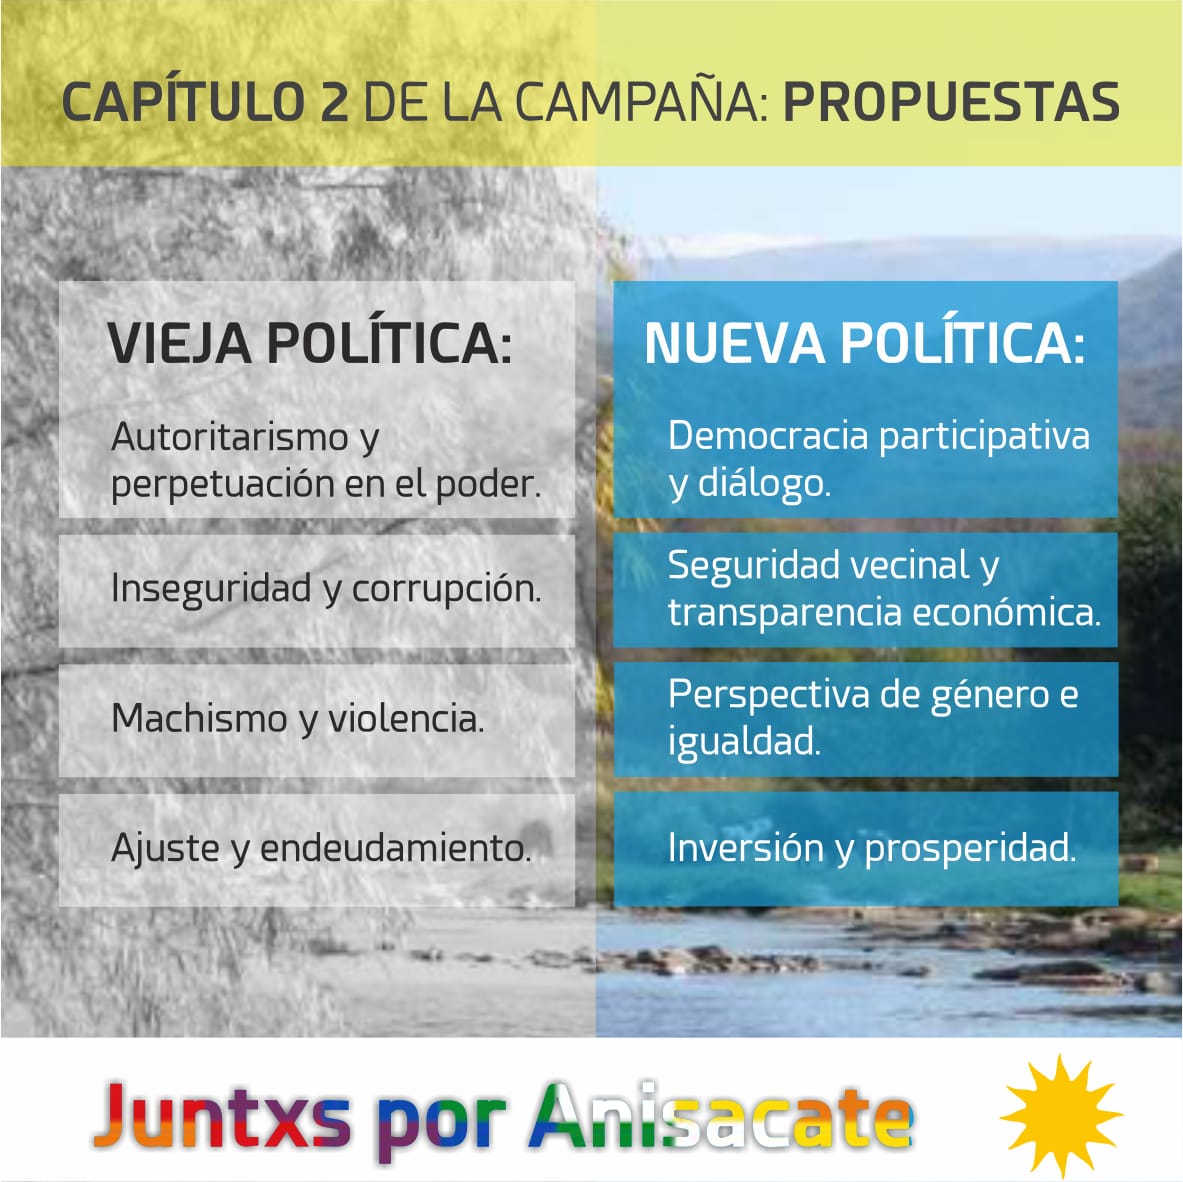 CAPÍTULO 2 DE LA CAMPAÑA: PROPUESTAS
VIEJA POLÍTICA:
Autoritarismo y
perpetuación en el poder.
Inseguridad y corrupción.
Machismo y violencia.
Ajuste y endeudamiento.
NUEVA POLÍTICA:
Democracia participativa
y diálogo.
Seguridad vecinal y
transparencia económica.
Perspectiva de género e
igualdad.
Inversión y prosperidad.
Juntxs por Anisacate